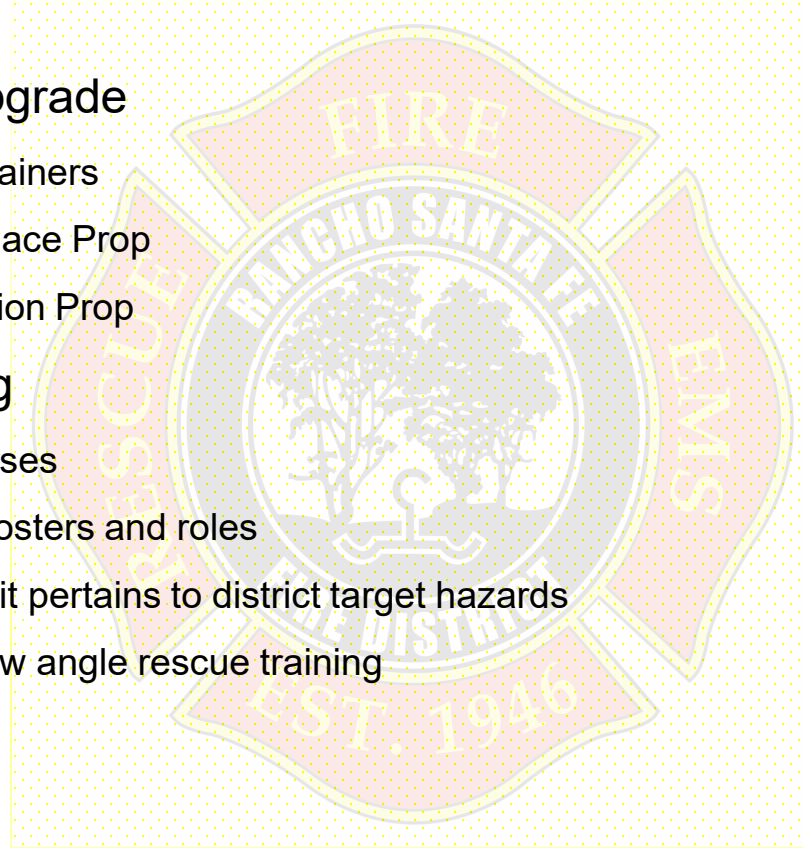 FIRE
pgrade
RANCHO SANTA FE
ainers
ace Prop
ion Prop
RESCUE
EMS
g
ses
osters and roles
it pertains to district target hazards
FIRE DISTRICT
w angle rescue training
EST. 1946